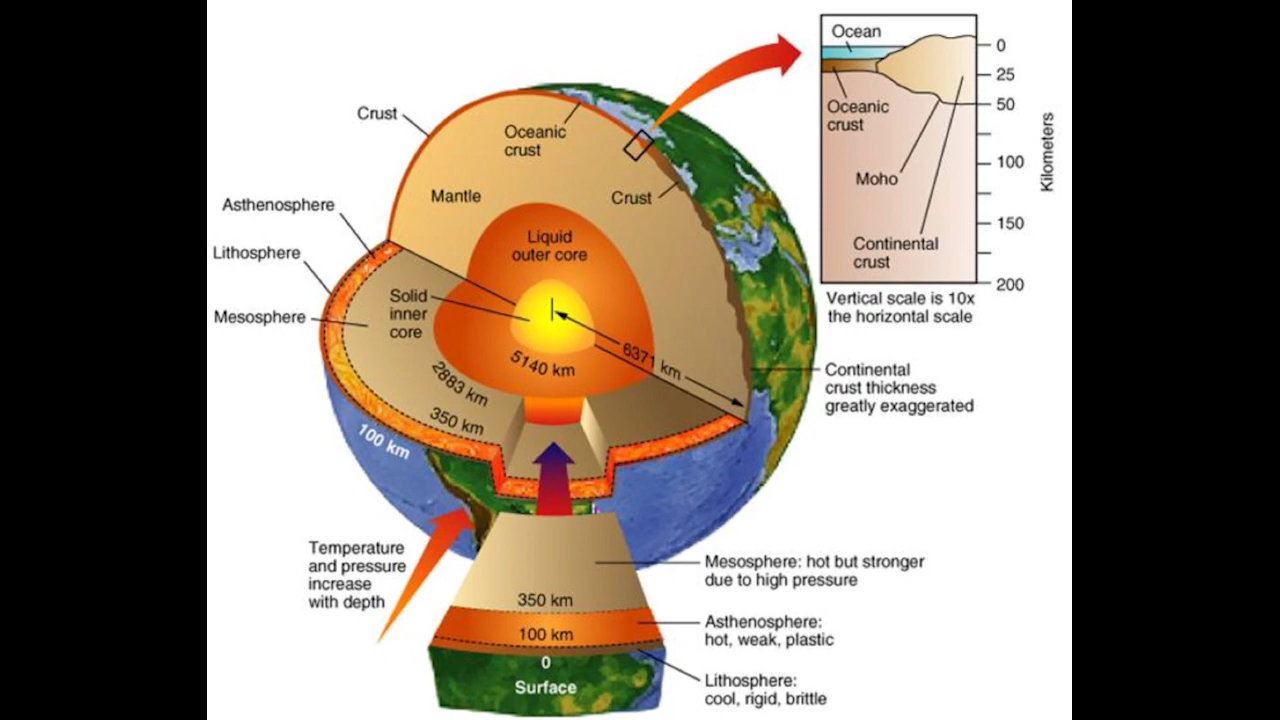 Ocean
0
25
50
100
150
200
Kilometers
Oceanic
crust
Moho
Continental
crust
Vertical scale is 10x
the horizontal scale
Crust
Oceanic
crust
Mantle
Crust
Asthenosphere
Lithosphere
Mesosphere
Liquid
outer core
Solid
inner
core
6371 km
5140 km
2883 km
350 km
100 km
Continental
crust thickness
greatly exaggerated
Temperature
and pressure
increase
with depth
Mesosphere: hot but stronger
due to high pressure
350 km
Asthenosphere:
hot, weak, plastic
100 km
0
Surface
Lithosphere:
cool, rigid, brittle